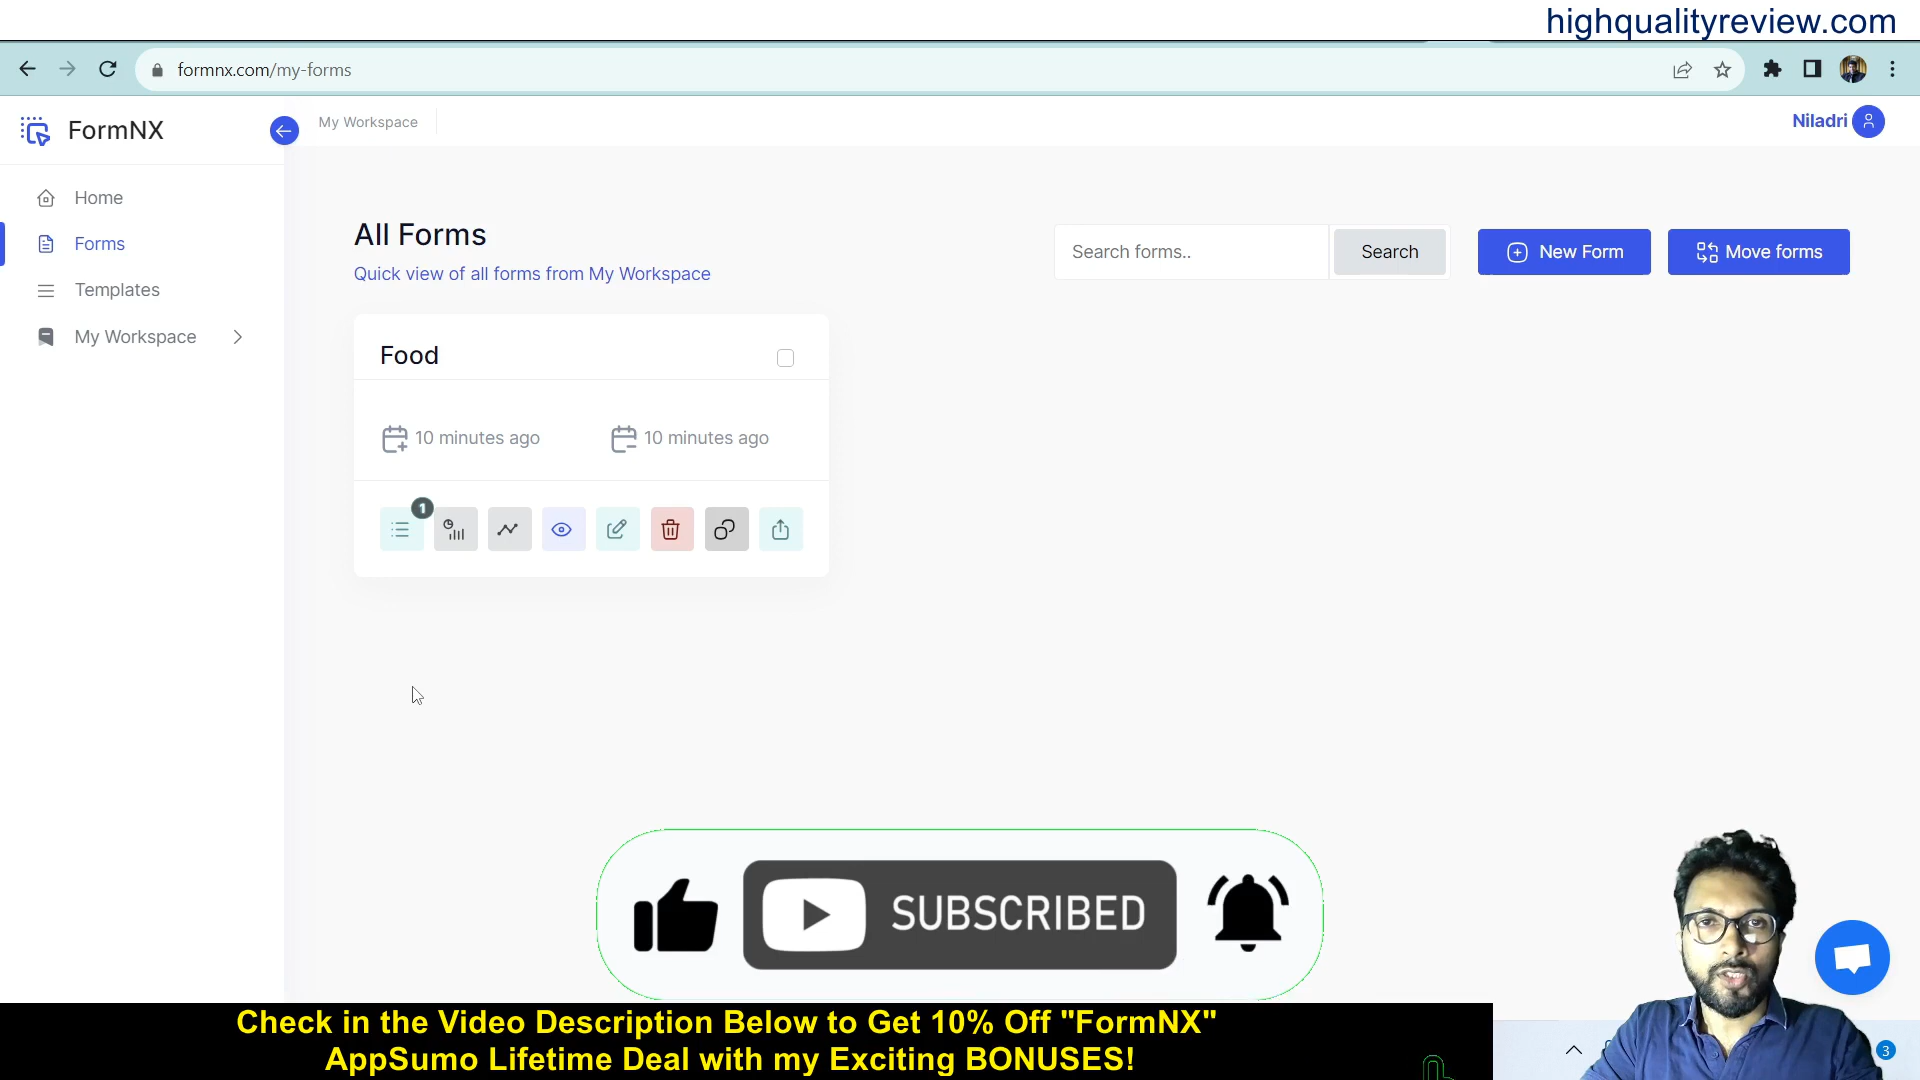 highqualityreview.com
formnx.com/my-forms
FormNX
My Workspace
Niladri
Home
Forms
Templates
My Workspace
All Forms
Quick view of all forms from My Workspace
Search forms..
Search
New Form
Move forms
Food
10 minutes ago
10 minutes ago
1
SUBSCRIBED
Check in the Video Description Below to Get 10% Off "FormNX"
AppSumo Lifetime Deal with my Exciting BONUSES!
3